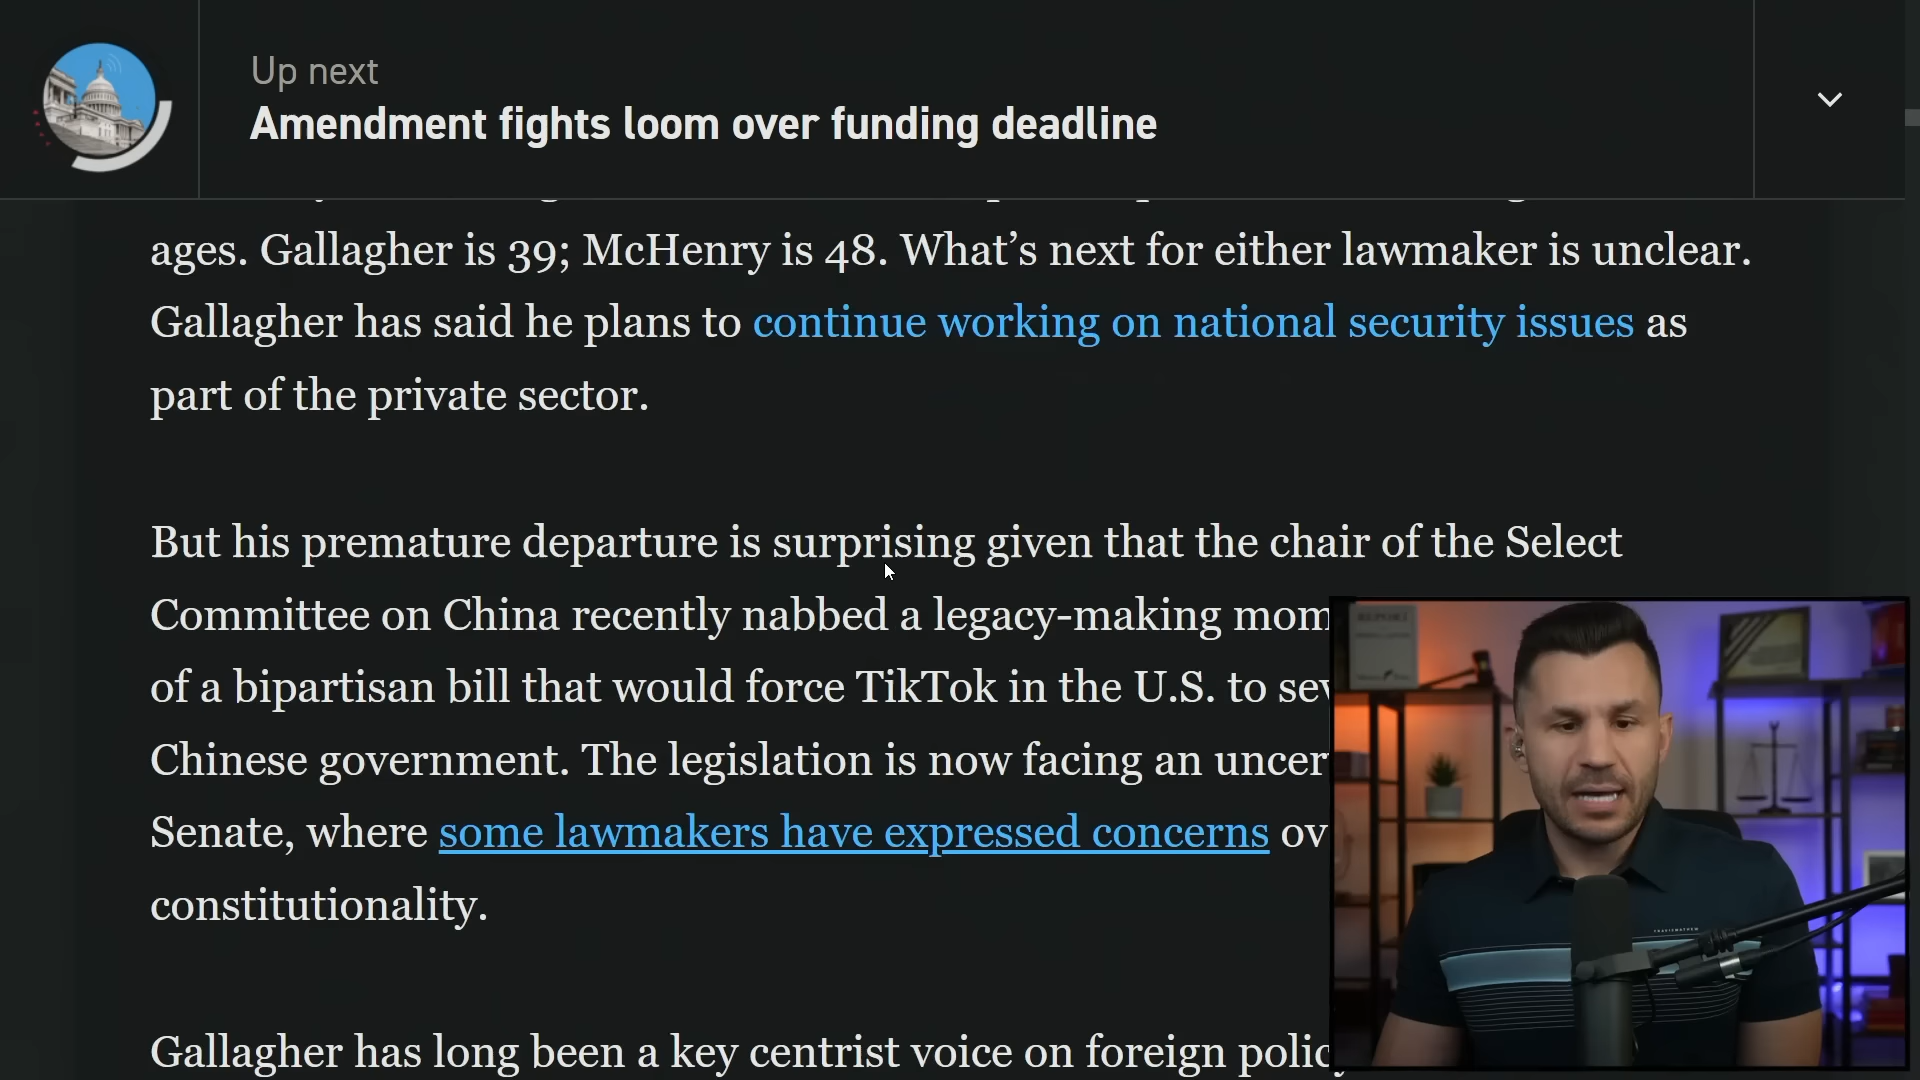 Up next
Amendment fights loom over funding deadline
ages. Gallagher is 39; McHenry is 48. What’s next for either lawmaker is unclear.
Gallagher has said he plans to continue working on national security issues as
part of the private sector.
But his premature departure is surprising given that the chair of the Select
Committee on China recently nabbed a legacy-making
of a bipartisan bill that would force TikTok in the U.S. to
Chinese government. The legislation is now facing an
Senate, where some lawmakers have expressed concerns
constitutionality.
Gallagher has long been a key centrist voice on foreign